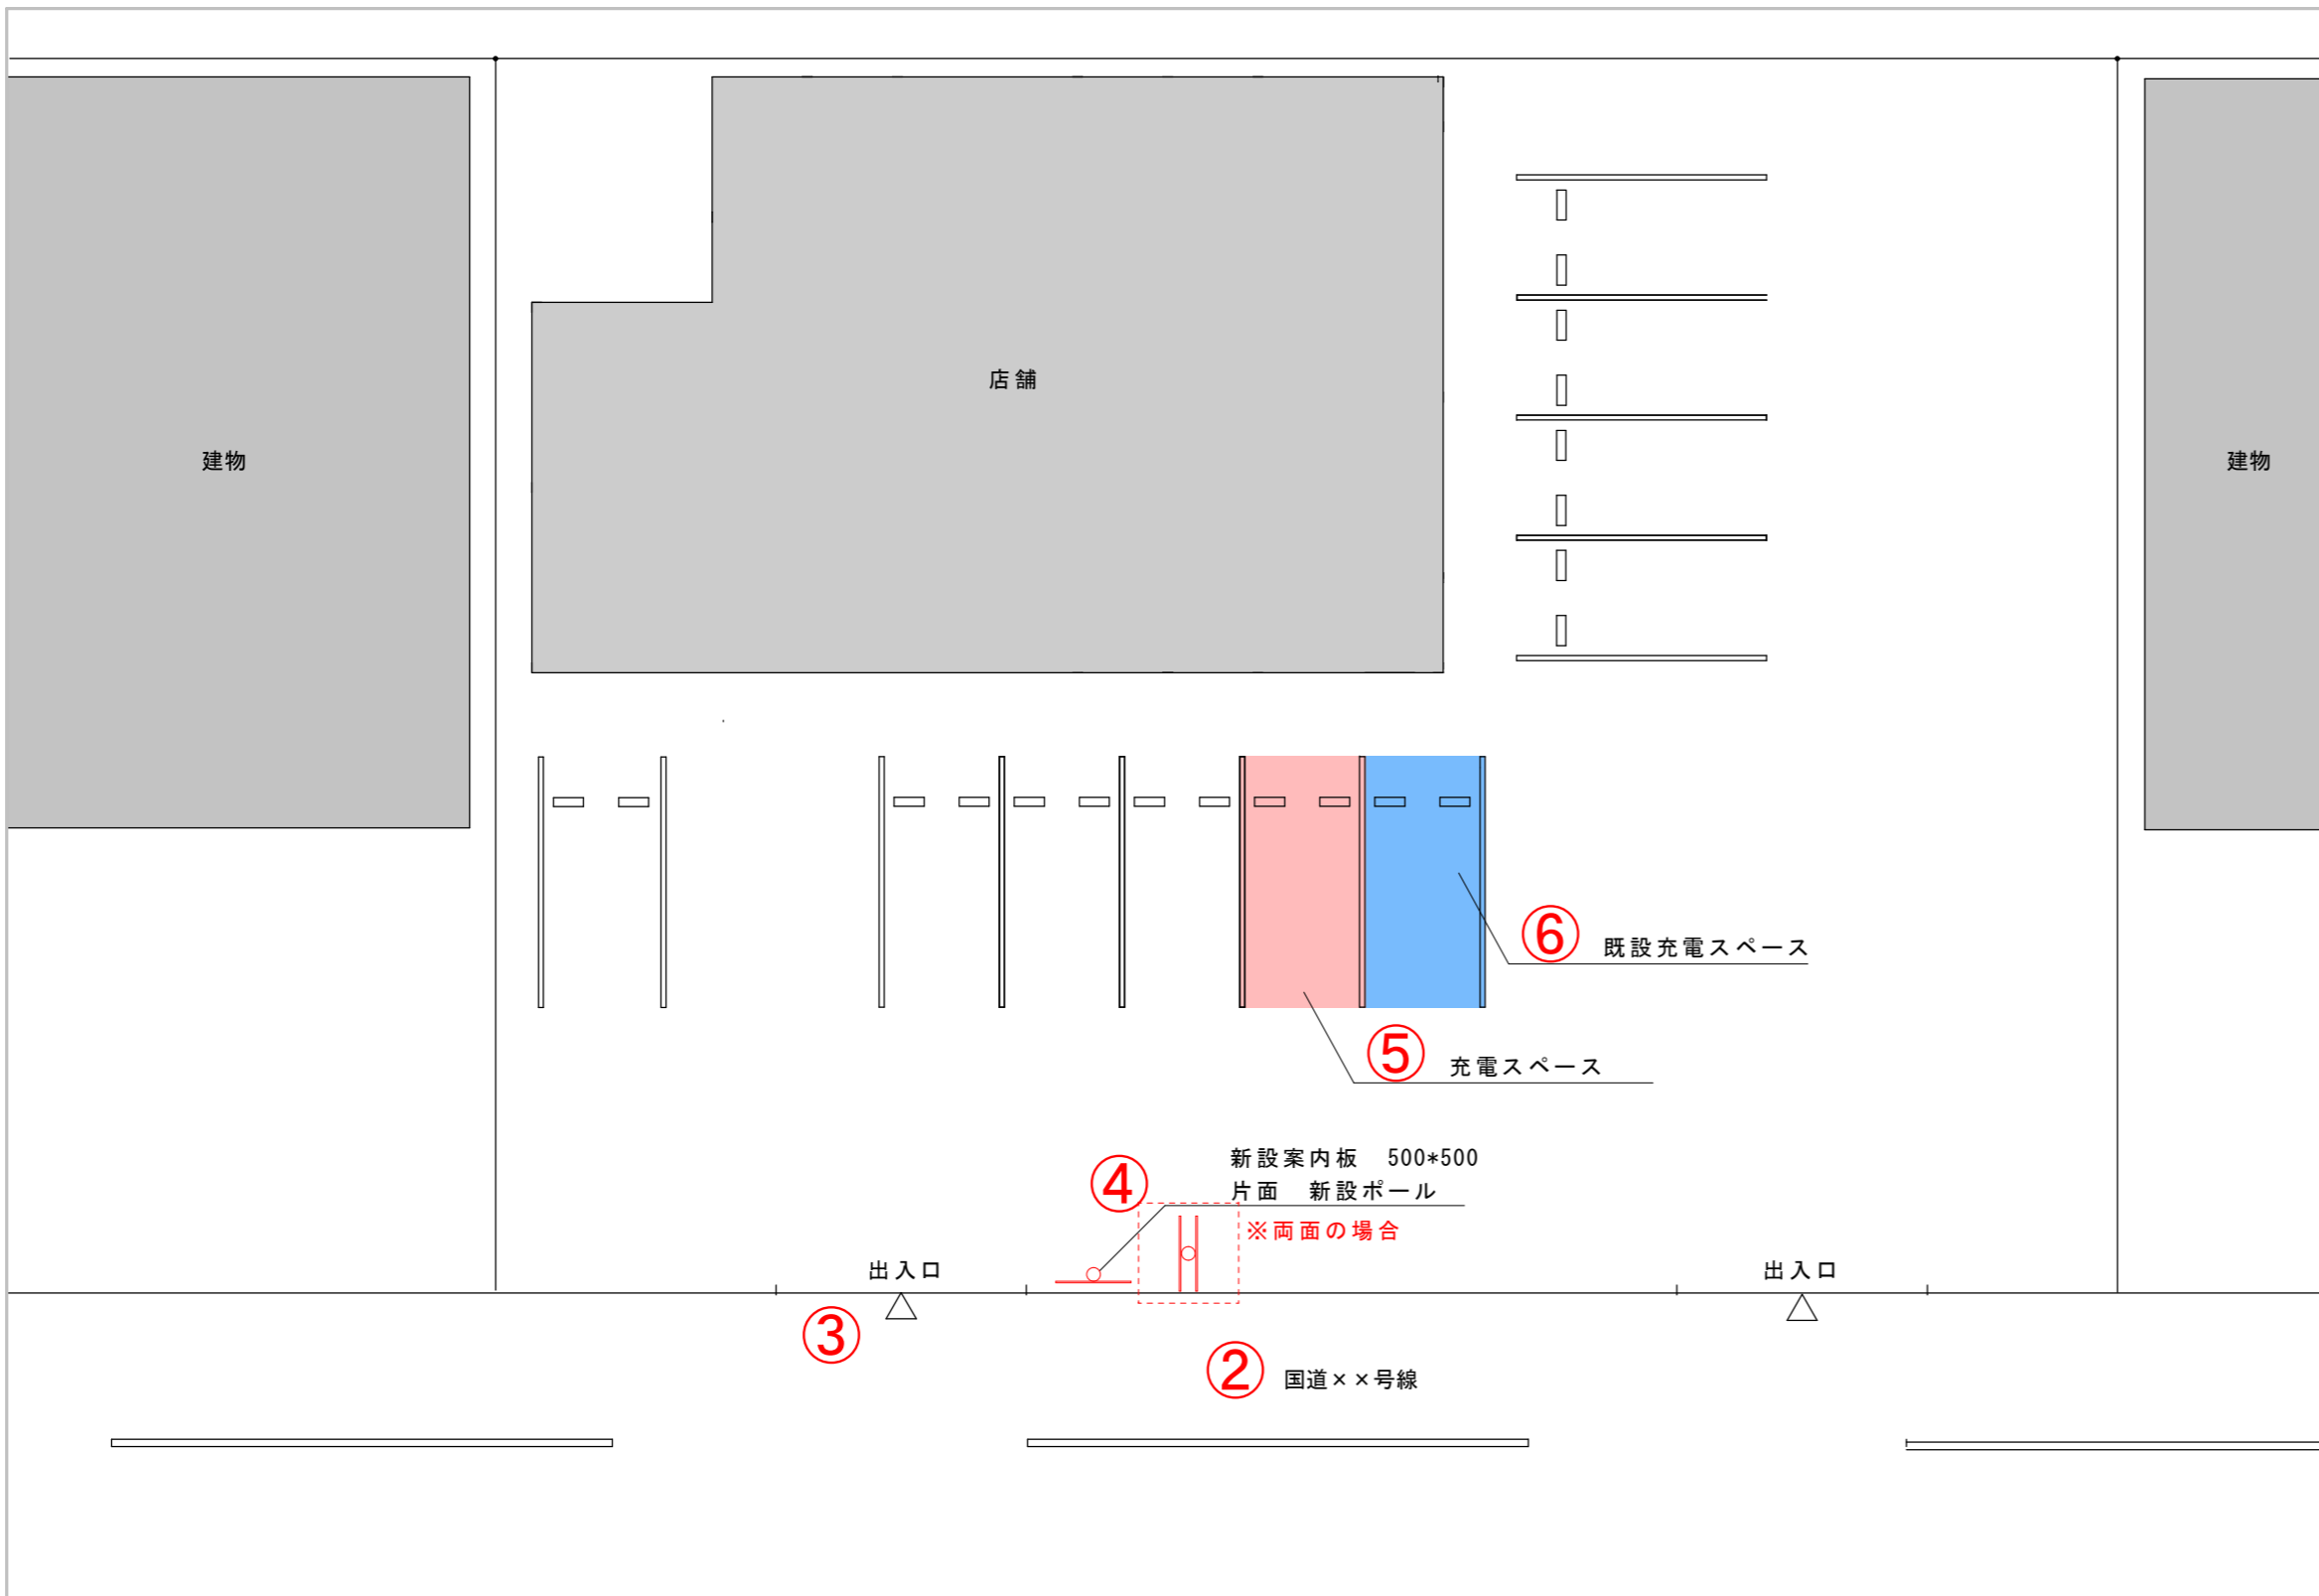 店舗
建物
建物
⑥ 既設充電スペース
⑤ 充電スペース
④ 新設案内板 500*500
片面 新設ポール
※両面の場合
出入口
出入口
③
② 国道××号線